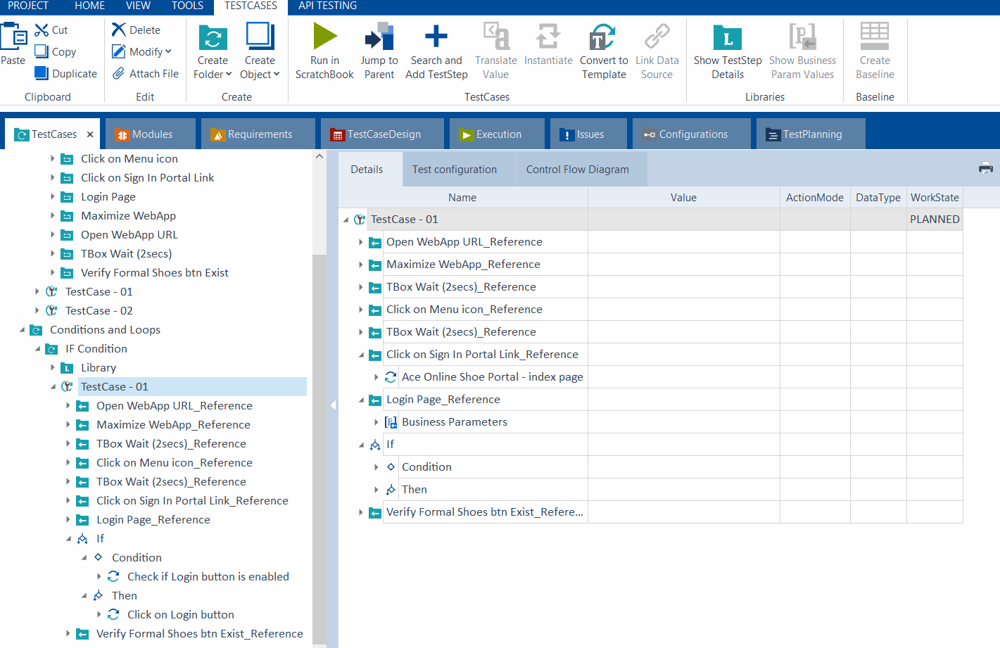 PROJECT HOME VIEW TOOLS TESTCASES API TESTING
Paste
Cut
Copy
Duplicate
Clipboard
Delete
Modify
Attach File
Edit
Create Folder
Create Object
Create
Run in ScratchBook
Jump to Parent
Search and Add TestStep
Translate Value
Instantiate
Convert to Template
Link Data Source
TestCases
Show TestStep Details
Show Business Param Values
Libraries
Create Baseline
Baseline
TestCases Modules Requirements TestCaseDesign Execution Issues Configurations TestPlanning
Click on Menu icon
Click on Sign In Portal Link
Login Page
Maximize WebApp
Open WebApp URL
TBox Wait (2secs)
Verify Formal Shoes btn Exist
TestCase - 01
TestCase - 02
Conditions and Loops
IF Condition
Library
TestCase - 01
Open WebApp URL_Reference
Maximize WebApp_Reference
TBox Wait (2secs)_Reference
Click on Menu icon_Reference
TBox Wait (2secs)_Reference
Click on Sign In Portal Link_Reference
Login Page_Reference
If
Condition
Check if Login button is enabled
Then
Click on Login button
Verify Formal Shoes btn Exist_Reference
Details Test configuration Control Flow Diagram
Name Value ActionMode DataType WorkState
TestCase - 01 PLANNED
Open WebApp URL_Reference
Maximize WebApp_Reference
TBox Wait (2secs)_Reference
Click on Menu icon_Reference
TBox Wait (2secs)_Reference
Click on Sign In Portal Link_Reference
Ace Online Shoe Portal - index page
Login Page_Reference
Business Parameters
If
Condition
Then
Verify Formal Shoes btn Exist_Refere...